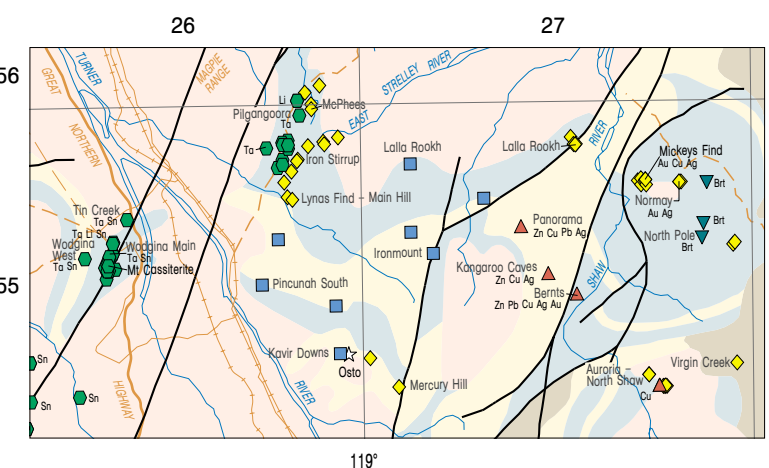 26
27
56
55
GREAT
NORTHERN
HIGHWAY
TURNER
RIVER
MAGPIE
RANGE
EAST
STRELLEY RIVER
SHAW
RIVER
Li
McPhees
Pilgangoora
Ta
Ta
Iron Stirrup
Lynas Find – Main Hill
Lalla Rookh
Lalla Rookh
Mickeys Find
Au Cu Ag
Brt
Normay
Au Ag
Brt
North Pole
Brt
Tin Creek
Ta Sn
Ta Li Sn
Wodgina
West
Ta Sn
Wodgina Main
Ta Sn
Mt Cassiterite
Panorama
Zn Cu Pb Ag
Ironmount
Kangaroo Caves
Zn Cu Ag
Bernts
Zn Pb Cu Ag Au
Pincunah South
Kavir Downs
Osto
Mercury Hill
Auroria –
North Shaw
Cu
Virgin Creek
Sn
Sn
Sn
119°